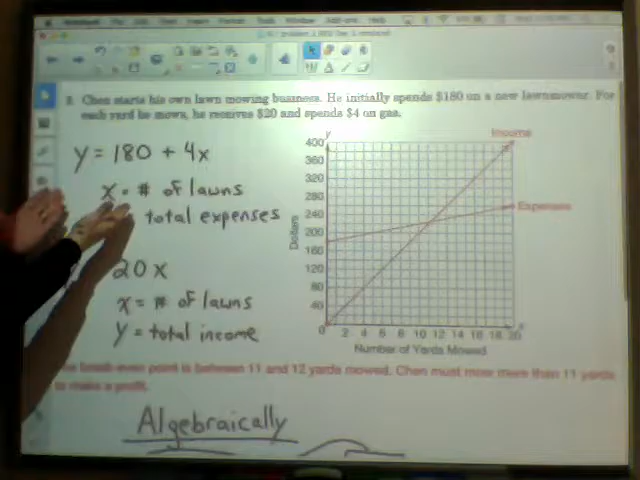 2. Chen starts his own lawn mowing business. He initially spends $180 on a new lawnmower. For
each yard he mows, he receives $20 and spends $4 on gas.
y = 180 + 4x
x = # of lawns
total expenses
20x
x = # of lawns
y = total income
y
Income
400
360
320
280
240
200
160
120
80
40
0
Expenses
Dollars
2 4 6 8 10 12 14 16 18 20
x
Number of Yards Mowed
break-even point is between 11 and 12 yards mowed. Chen must mow more than 11 yards
to make a profit.
Algebraically